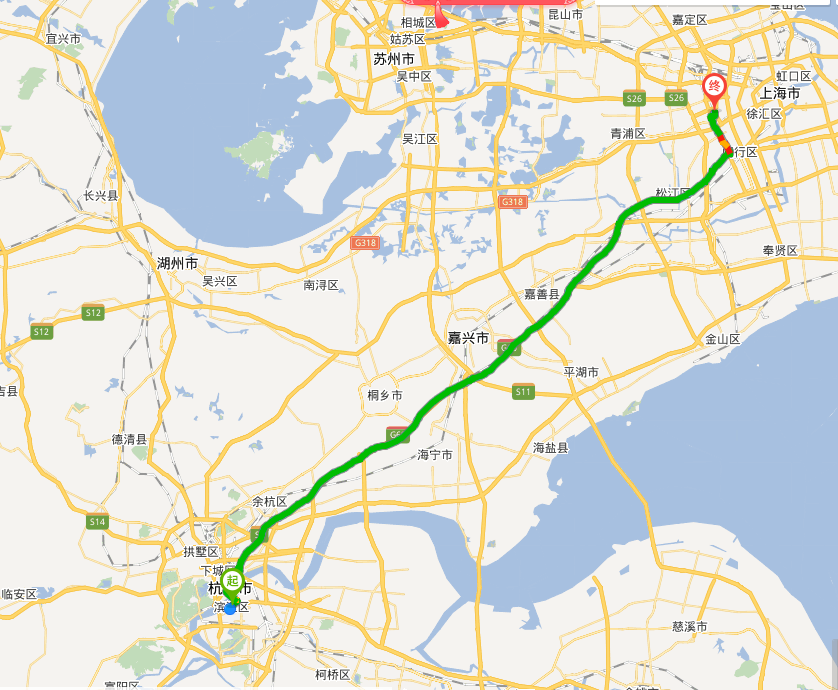 宜兴市
相城区
昆山市
嘉定区
姑苏区
苏州市
吴中区
虹口区
终
上海市
S26
S26
徐汇区
吴江区
青浦区
行区
长兴县
松江区
G318
G318
奉贤区
湖州市
吴兴区
南浔区
嘉善县
S12
S12
嘉兴市
金山区
平湖市
吉县
桐乡市
S11
德清县
海宁市
海盐县
余杭区
S14
拱墅区
下城区
起
临安区
杭 市
滨 区
慈溪市
柯桥区
富阳区